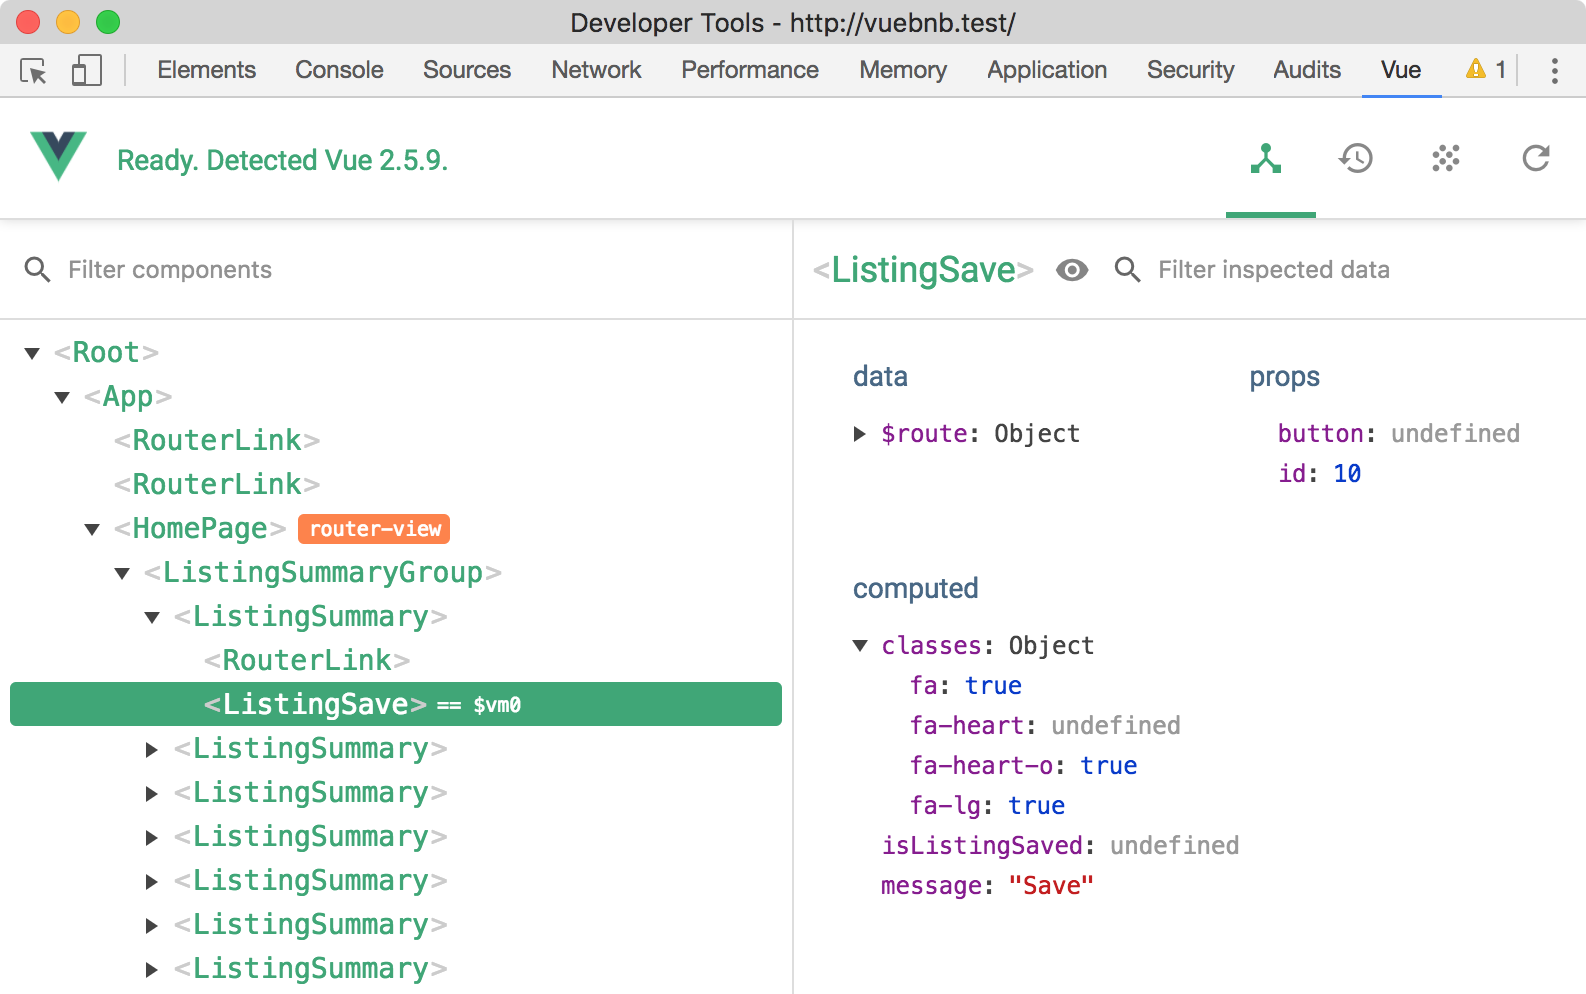 Developer Tools - http://vuebnb.test/
Elements Console Sources Network Performance Memory Application Security Audits Vue 1
Ready. Detected Vue 2.5.9.
Filter components
<ListingSave> Filter inspected data
<Root>
<App>
<RouterLink>
<RouterLink>
<HomePage> router-view
<ListingSummaryGroup>
<ListingSummary>
<RouterLink>
<ListingSave> == $vm0
<ListingSummary>
<ListingSummary>
<ListingSummary>
<ListingSummary>
<ListingSummary>
<ListingSummary>
data
$route: Object
props
button: undefined
id: 10
computed
classes: Object
fa: true
fa-heart: undefined
fa-heart-o: true
fa-lg: true
isListingSaved: undefined
message: "Save"